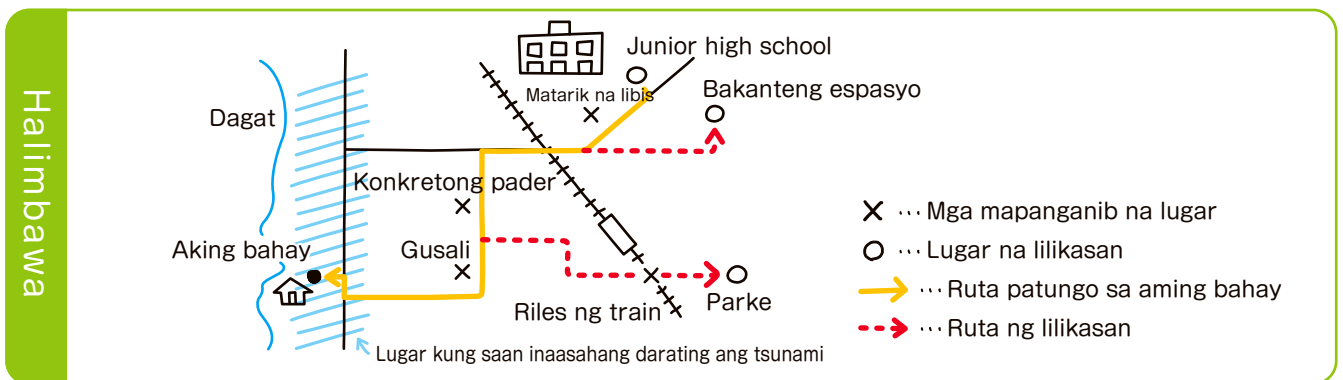 Halimbawa
Junior high school
Matarik na libis
Bakanteng espasyo
Dagat
Konkretong pader
Aking bahay
Gusali
Riles ng train
Parke
Lugar kung saan inaasahang darating ang tsunami
× … Mga mapanganib na lugar
○ … Lugar na lilikasan
… Ruta patungo sa aming bahay
… Ruta ng lilikasan